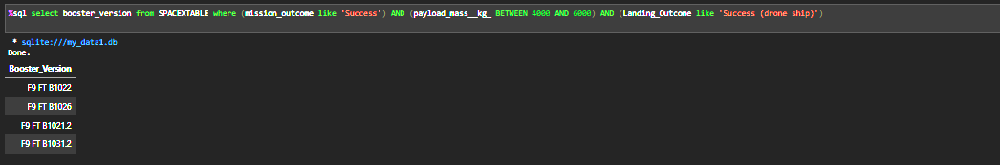 %sql select booster_version from SPACEXTABLE where (mission_outcome like 'Success') AND (payload_mass__kg_ BETWEEN 4000 AND 6000) AND (Landing_Outcome like 'Success (drone ship)')
* sqlite:///my_data1.db
Done.
Booster_Version
F9 FT B1022
F9 FT B1026
F9 FT B1021.2
F9 FT B1031.2